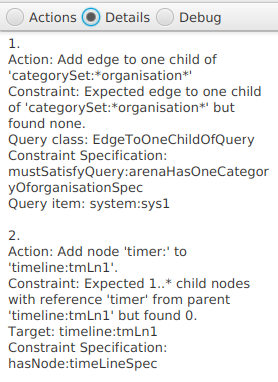 Actions Details Debug
1.
Action: Add edge to one child of
'categorySet:*organisation*'
Constraint: Expected edge to one child
of 'categorySet:*organisation*' but
found none.
Query class: EdgeToOneChildOfQuery
Constraint Specification:
mustSatisfyQuery:arenaHasOneCategor
yOforganisationSpec
Query item: system:sys1
2.
Action: Add node 'timer:' to
'timeline:tmLn1'.
Constraint: Expected 1..* child nodes
with reference 'timer' from parent
'timeline:tmLn1' but found 0.
Target: timeline:tmLn1
Constraint Specification:
hasNode:timeLineSpec